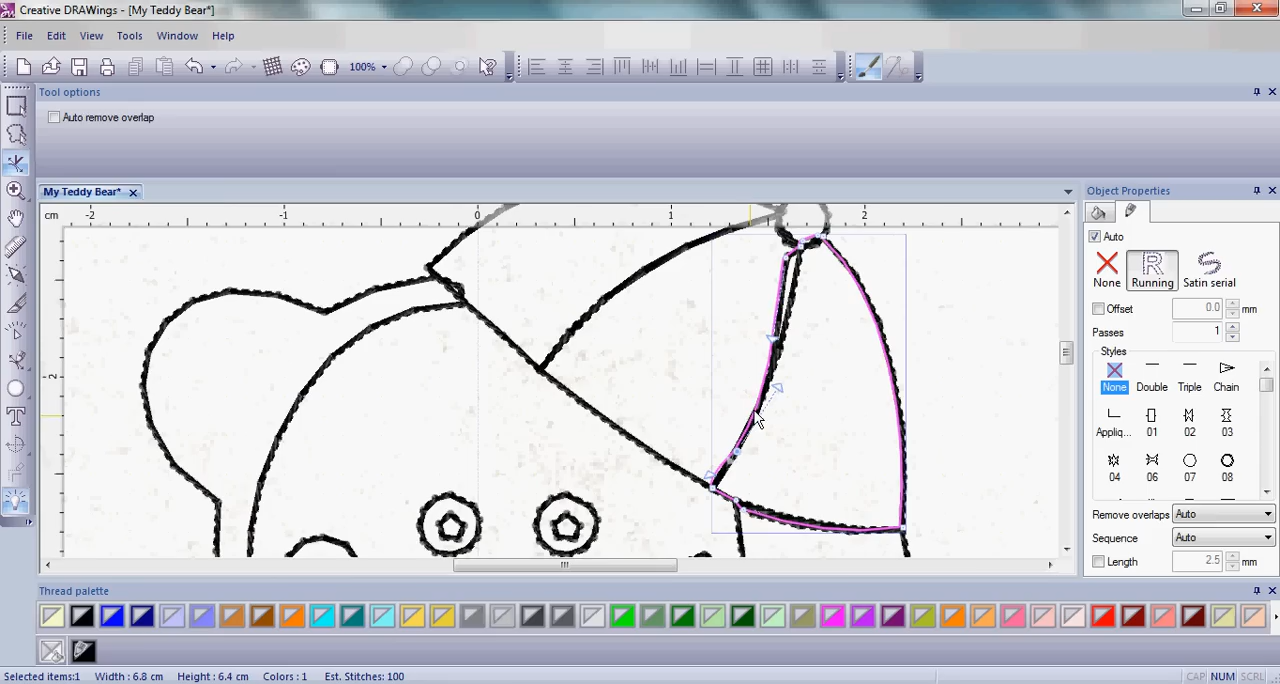 Creative DRAWings - [My Teddy Bear*]
File Edit View Tools Window Help
100%
Tool options
Auto remove overlap
My Teddy Bear*
cm -2 -1 0 1 2
-2
Object Properties
Auto
None Running Satin serial
Offset 0.0 mm
Passes 1
Styles
None Double Triple Chain
Appliq... 01 02 03
04 06 07 08
Remove overlaps Auto
Sequence Auto
Length 2.5 mm
Thread palette
Selected items:1 Width : 6.8 cm Height : 6.4 cm Colors : 1 Est. Stitches: 100 CAP NUM SCRL